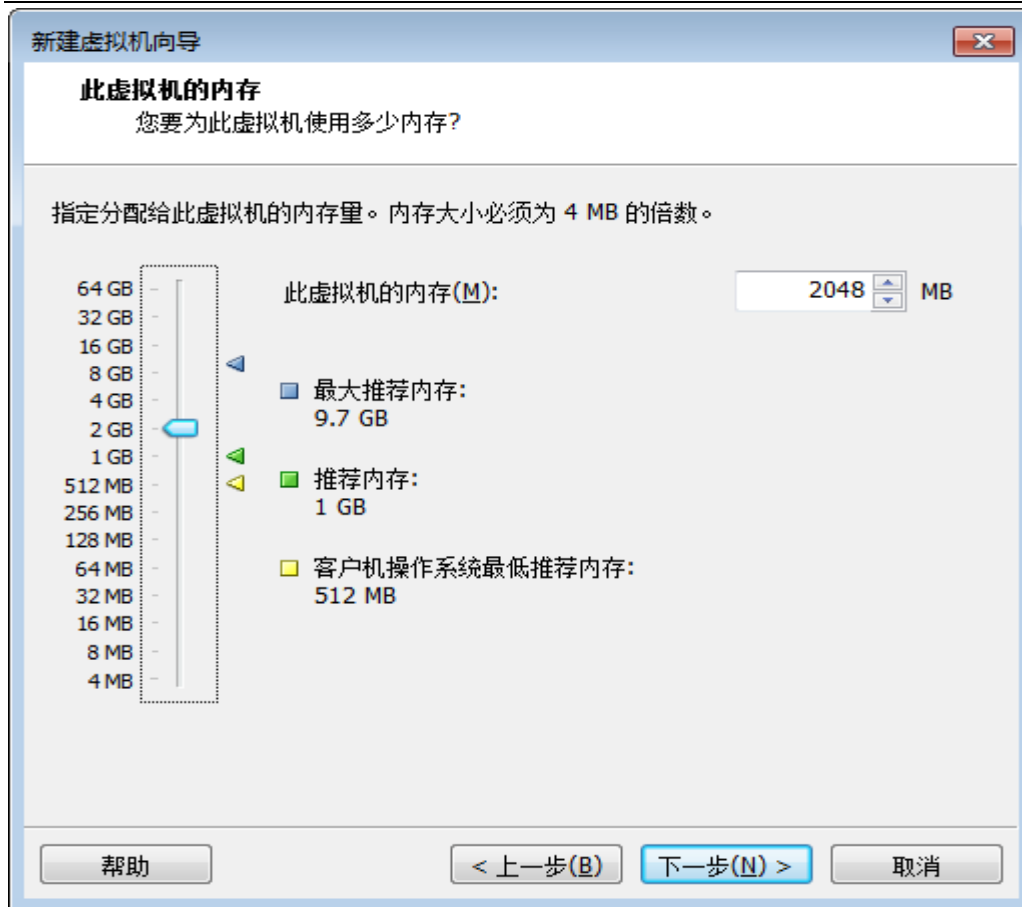 新建虚拟机向导
此虚拟机的内存
您要为此虚拟机使用多少内存?
指定分配给此虚拟机的内存量。内存大小必须为 4 MB 的倍数。
64 GB
32 GB
16 GB
8 GB
4 GB
2 GB
1 GB
512 MB
256 MB
128 MB
64 MB
32 MB
16 MB
8 MB
4 MB
此虚拟机的内存(M):
2048 MB
最大推荐内存:
9.7 GB
推荐内存:
1 GB
客户机操作系统最低推荐内存:
512 MB
帮助
< 上一步(B)
下一步(N) >
取消